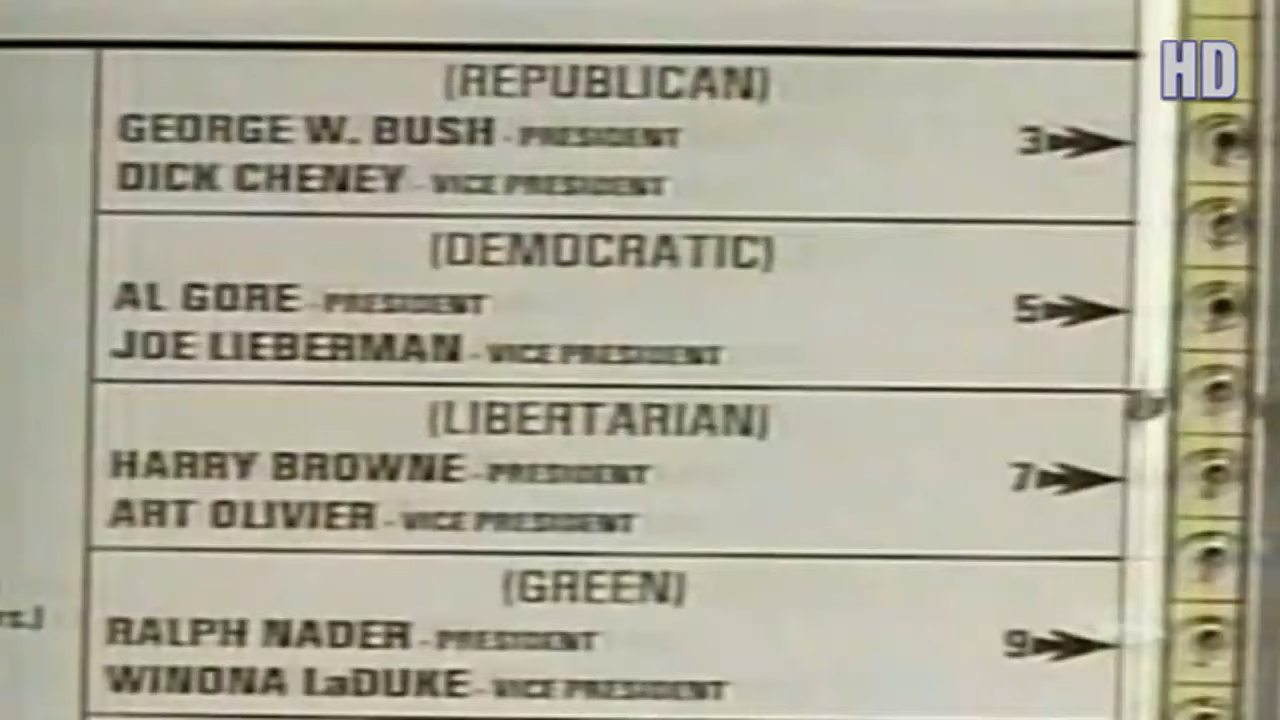 HD
(REPUBLICAN)
GEORGE W. BUSH - PRESIDENT
3
DICK CHENEY - VICE PRESIDENT
(DEMOCRATIC)
AL GORE - PRESIDENT
5
JOE LIEBERMAN - VICE PRESIDENT
(LIBERTARIAN)
HARRY BROWNE - PRESIDENT
7
ART OLIVIER - VICE PRESIDENT
(GREEN)
RALPH NADER - PRESIDENT
9
WINONA LaDUKE - VICE PRESIDENT